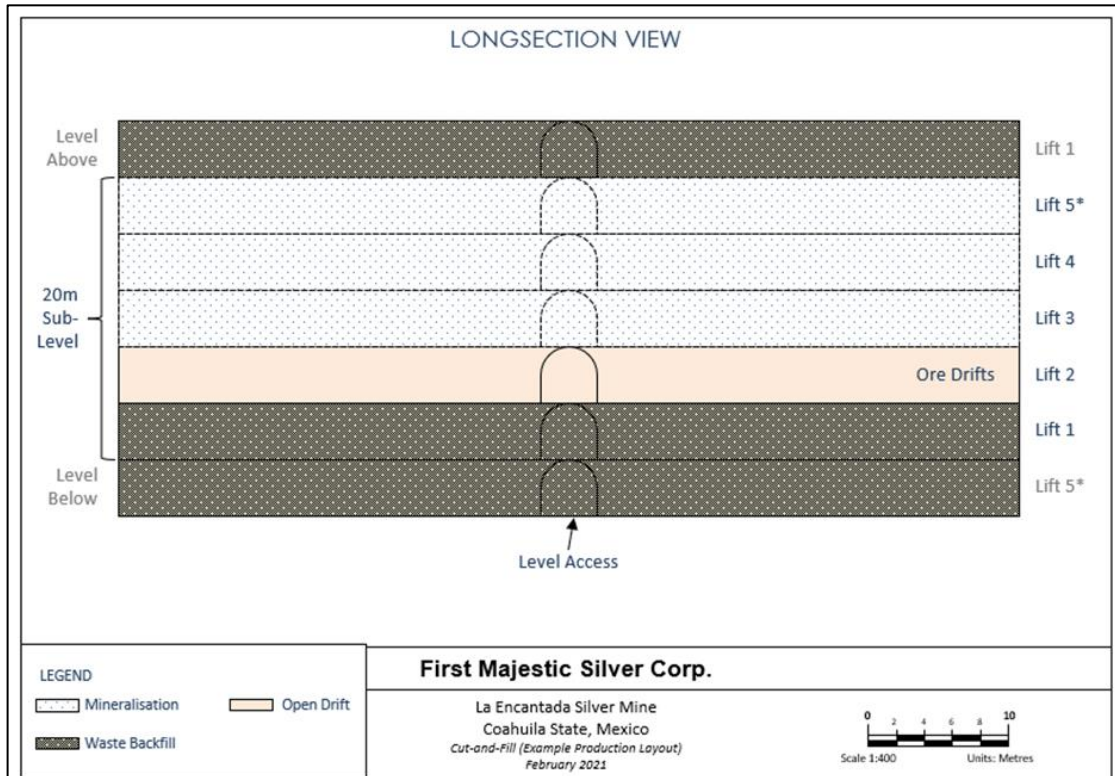 LONGSECTION VIEW
Level
Above
Lift 1
Lift 5*
Lift 4
20m
Sub-
Level
Lift 3
Ore Drifts
Lift 2
Lift 1
Level
Below
Lift 5*
Level Access
LEGEND
Mineralisation
Open Drift
Waste Backfill
First Majestic Silver Corp.
La Encantada Silver Mine
Coahuila State, Mexico
Cut-and-Fill (Example Production Layout)
February 2021
0 2 4 6 8 10
Scale 1:400
Units: Metres